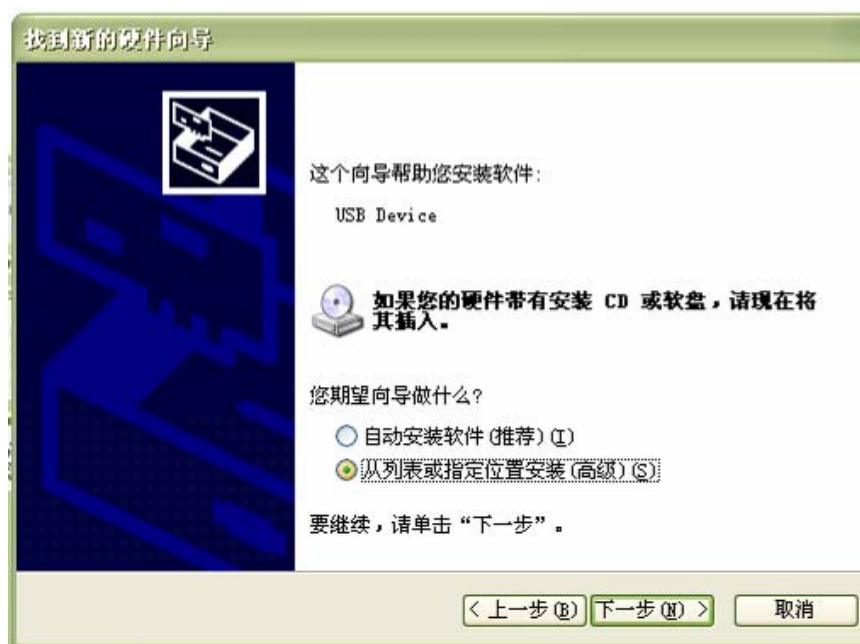 找到新的硬件向导
这个向导帮助您安装软件:
USB Device
如果您的硬件带有安装 CD 或软盘，请现在将
其插入。
您期望向导做什么?
自动安装软件(推荐)(I)
从列表或指定位置安装(高级)(S)
要继续，请单击“下一步”。
< 上一步(B) 下一步(N) > 取消